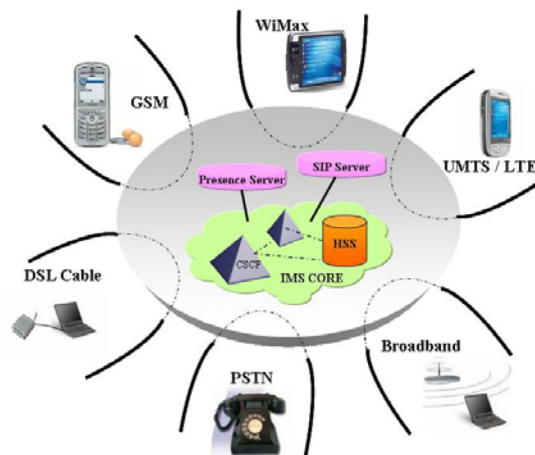 WiMax
GSM
UMTS / LTE
SIP Server
Presence Server
HSS
CSCF
IMS CORE
DSL Cable
Broadband
PSTN